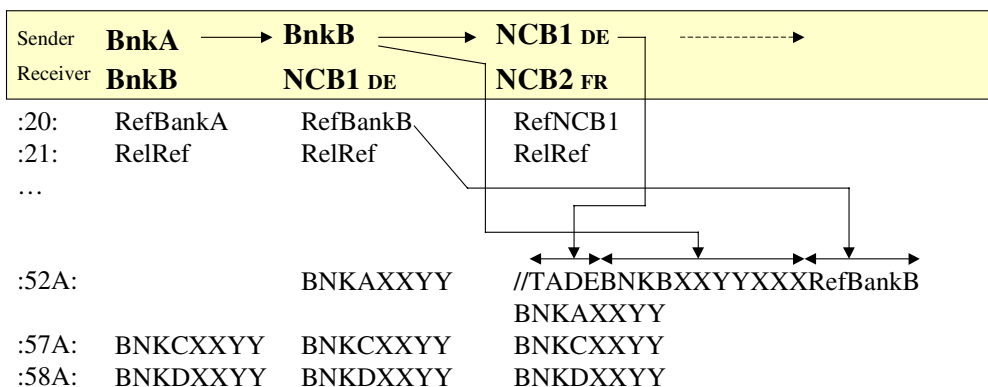 Sender BnkA BnkB NCB1 DE
Receiver BnkB NCB1 DE NCB2 FR
:20: RefBankA RefBankB RefNCB1
:21: RelRef RelRef RelRef
…
:52A: BNKAXXYY //TADEBNKBXXYYXXXRefBankB
BNKAXXYY
:57A: BNKCXXYY BNKCXXYY BNKCXXYY
:58A: BNKDXXYY BNKDXXYY BNKDXXYY